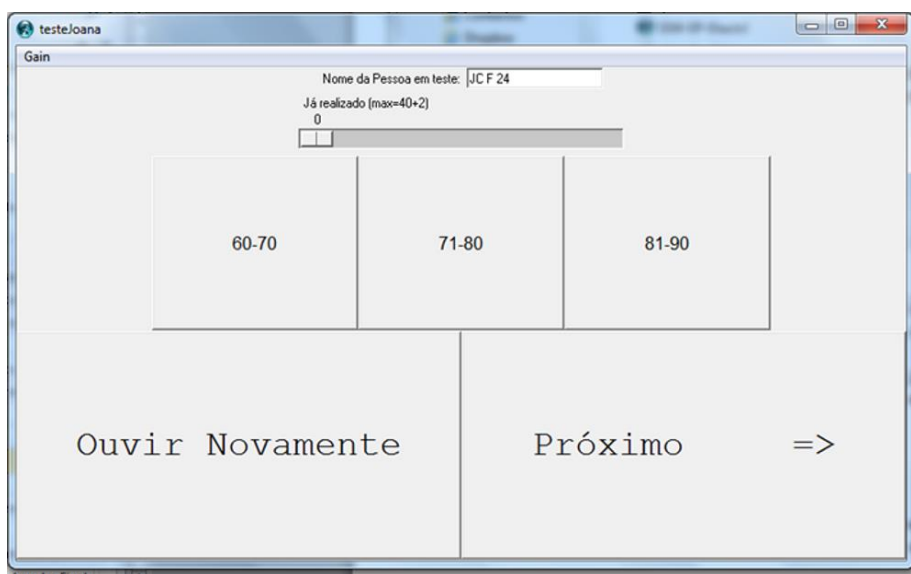 testeJoana
Gain
Nome da Pessoa em teste: JC F 24
Já realizado (max=40+2)
0
60-70 71-80 81-90
Ouvir Novamente Próximo =>